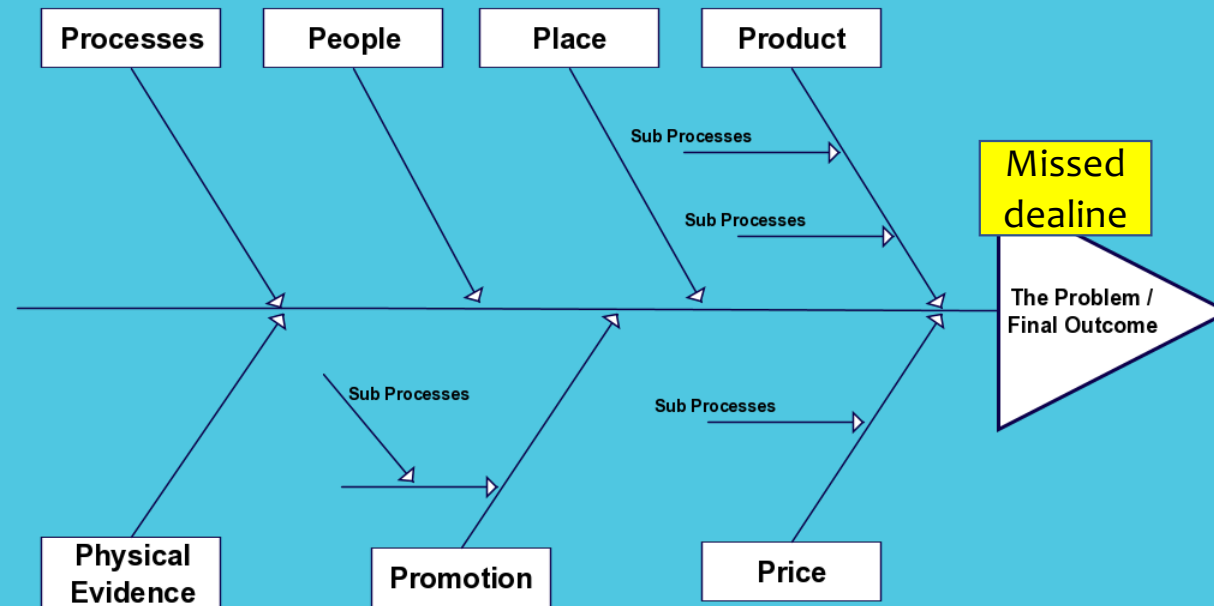 Processes
People
Place
Product
Sub Processes
Missed
dealine
Sub Processes
The Problem /
Final Outcome
Sub Processes
Sub Processes
Physical
Evidence
Promotion
Price